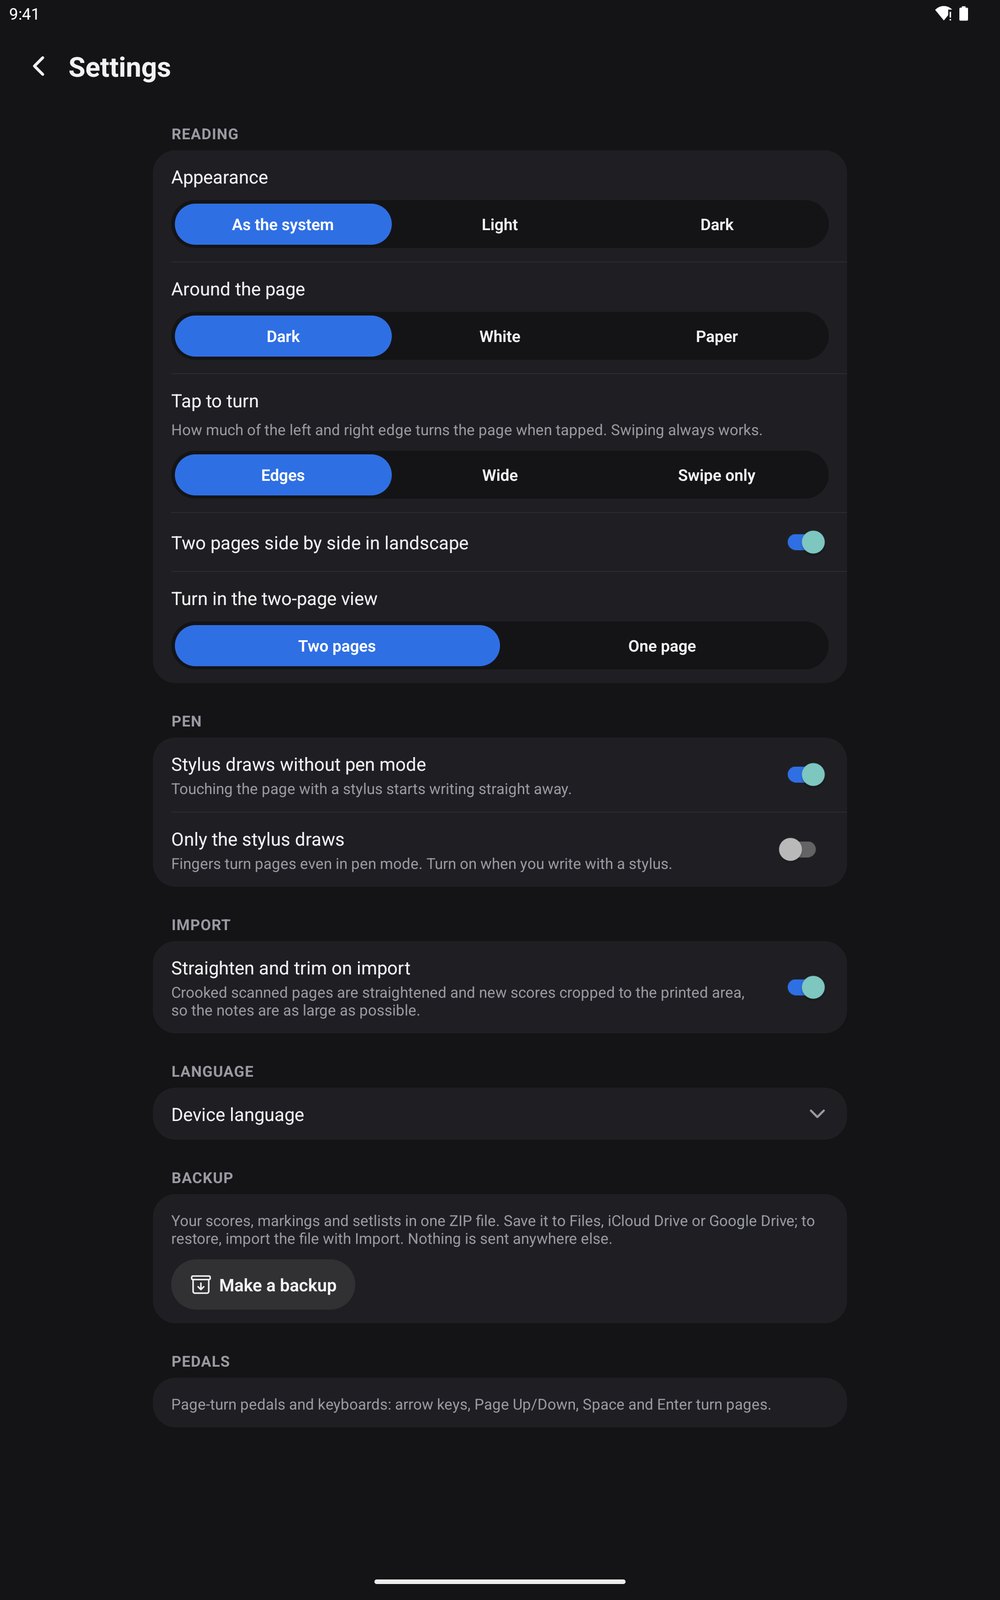 9:41
Settings
READING
Appearance
As the system Light Dark
Around the page
Dark White Paper
Tap to turn
How much of the left and right edge turns the page when tapped. Swiping always works.
Edges Wide Swipe only
Two pages side by side in landscape
Turn in the two-page view
Two pages One page
PEN
Stylus draws without pen mode
Touching the page with a stylus starts writing straight away.
Only the stylus draws
Fingers turn pages even in pen mode. Turn on when you write with a stylus.
IMPORT
Straighten and trim on import
Crooked scanned pages are straightened and new scores cropped to the printed area,
so the notes are as large as possible.
LANGUAGE
Device language
BACKUP
Your scores, markings and setlists in one ZIP file. Save it to Files, iCloud Drive or Google Drive; to
restore, import the file with Import. Nothing is sent anywhere else.
Make a backup
PEDALS
Page-turn pedals and keyboards: arrow keys, Page Up/Down, Space and Enter turn pages.